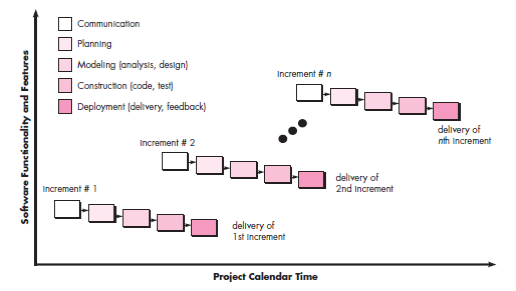 Communication
Planning
Modeling (analysis, design)
Construction (code, test)
Deployment (delivery, feedback)
Software Functionality and Features
Increment # n
delivery of
nth increment
Increment # 2
delivery of
2nd increment
Increment # 1
delivery of
1st increment
Project Calendar Time